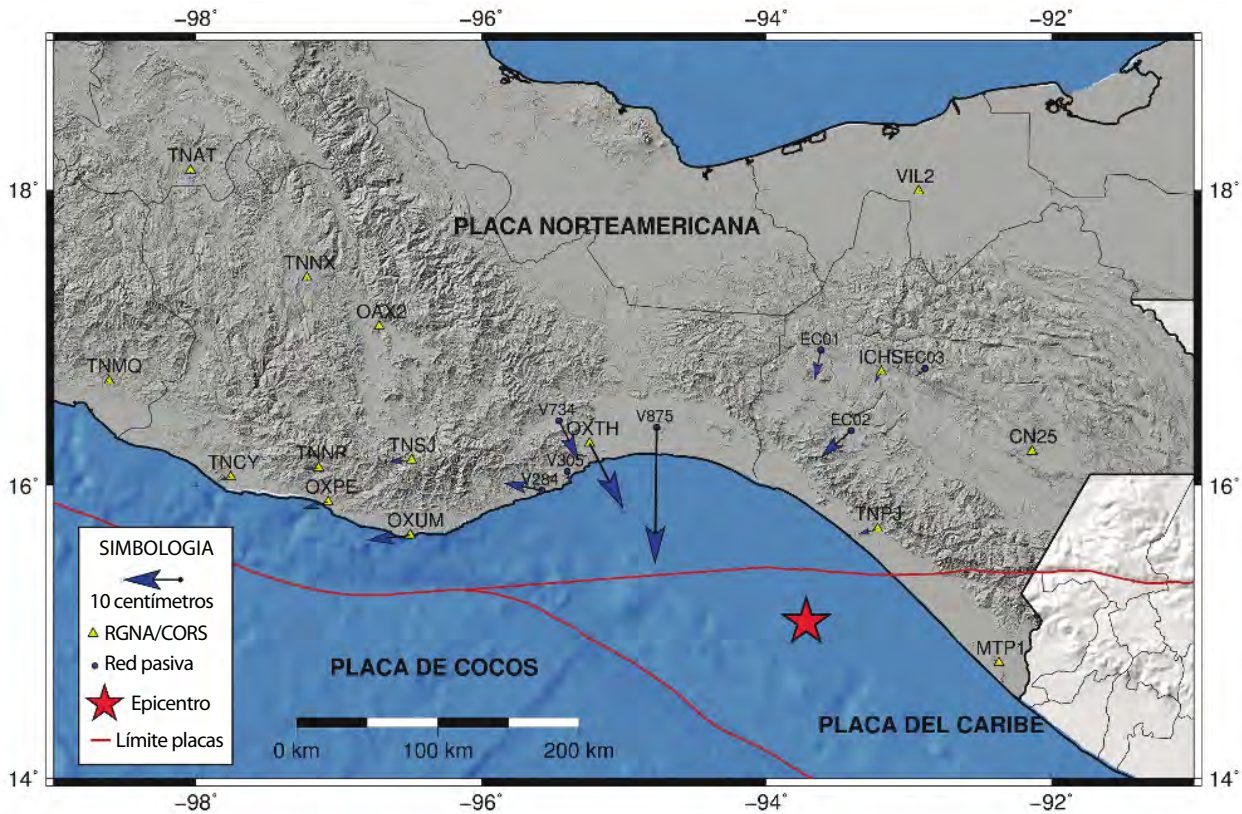 −98˚ −96˚ −94˚ −92˚
TNAT
18˚ VIL2 18˚
PLACA NORTEAMERICANA
TNNX
OAX2
EC01
ICHS EC03
TNMQ
V734 V875 EC02
OXTH
CN25
TNNR TNSJ
V305
TNCY
V284
16˚ OXPE 16˚
TNPJ
OXUM
SIMBOLOGIA
10 centímetros
RGNA/CORS
Red pasiva
Epicentro
Límite placas
MTP1
PLACA DE COCOS
PLACA DEL CARIBE
0 km 100 km 200 km
14˚ 14˚
−98˚ −96˚ −94˚ −92˚